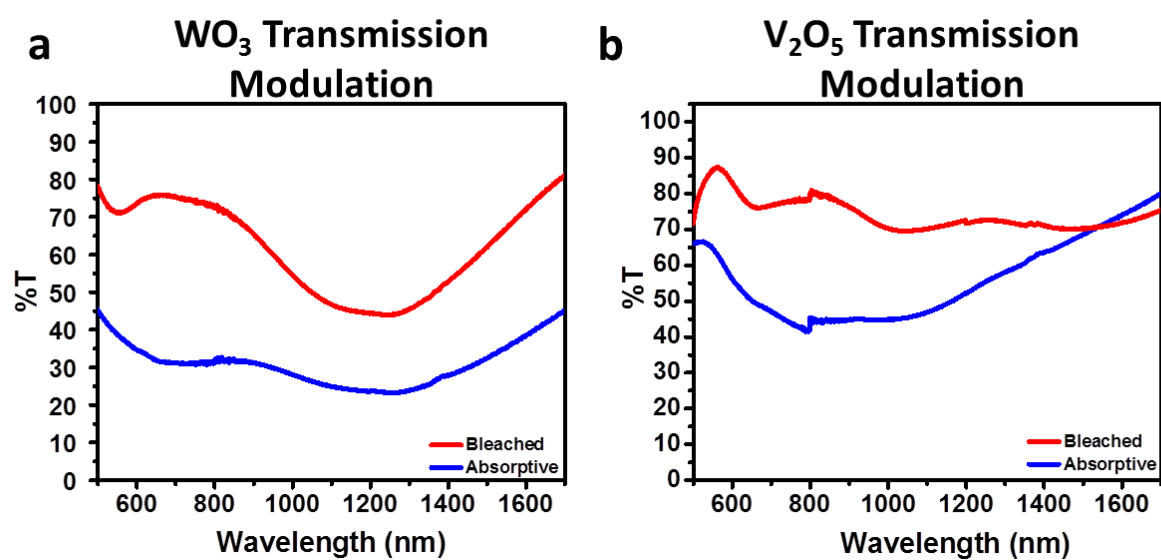 a
WO₃ Transmission
Modulation
100
90
80
70
60
50
40
30
20
10
0
%T
600 800 1000 1200 1400 1600
Wavelength (nm)
Bleached
Absorptive
b
V₂O₅ Transmission
Modulation
100
90
80
70
60
50
40
30
20
10
0
%T
600 800 1000 1200 1400 1600
Wavelength (nm)
Bleached
Absorptive